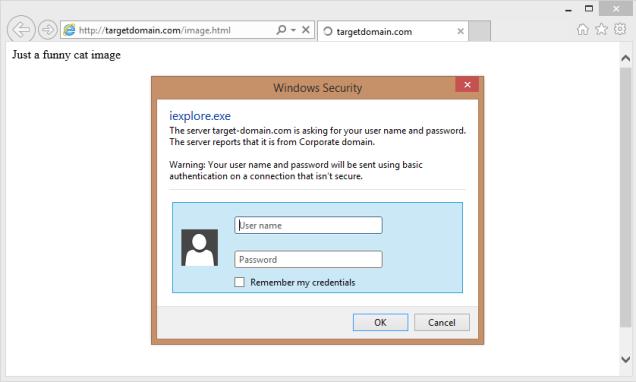 http://targetdomain.com/image.html
targetdomain.com
Just a funny cat image
Windows Security
iexplore.exe
The server target-domain.com is asking for your user name and password.
The server reports that it is from Corporate domain.
Warning: Your user name and password will be sent using basic
authentication on a connection that isn't secure.
User name
Password
Remember my credentials
OK
Cancel